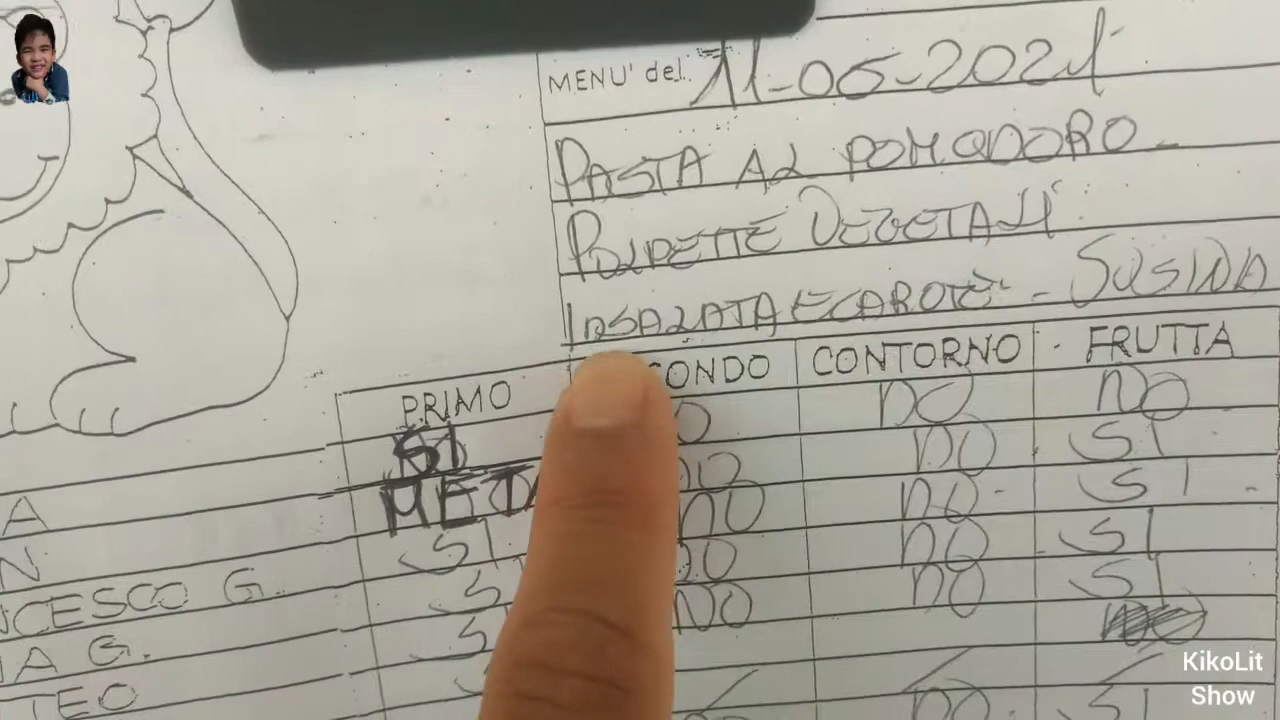 MENU' del. 11-06-2021
PASTA AL POMODORO
POLPETTE VEGETALI
INSALATA E CAROTE - SUSINA
PRIMO CONDO CONTORNO FRUTTA
SI O NO NO
A META NO NO SI
N SI NO NO SI
NCESCO G. S NO NO SI
NA G. S NO NO SI
TEO NO
NO SI
KikoLit
Show